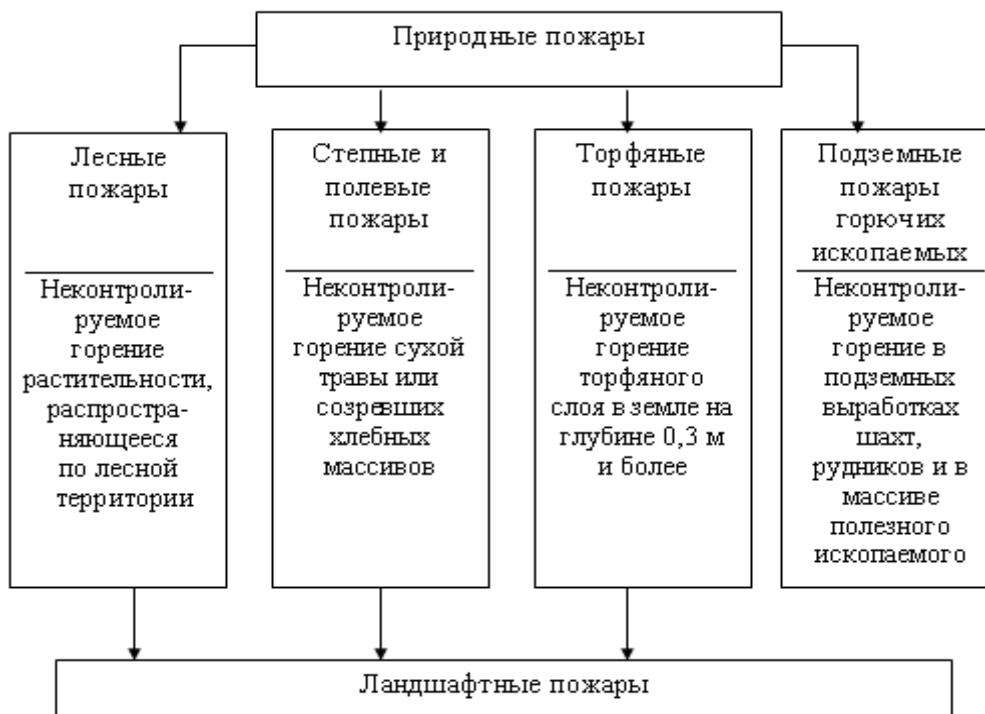 Природные пожары
Лесные
пожары
Неконтроли-
руемое
горение
растительности,
распростра-
няющееся
по лесной
территории
Степные и
полевые
пожары
Неконтроли-
руемое
горение сухой
травы или
созревших
хлебных
массивов
Торфяные
пожары
Неконтроли-
руемое
горение
торфяного
слоя в земле на
глубине 0,3 м
и более
Подземные
пожары
горючих
ископаемых
Неконтроли-
руемое
горение в
подземных
выработках
шахт,
рудников и в
массиве
полезного
ископаемого
Ландшафтные пожары